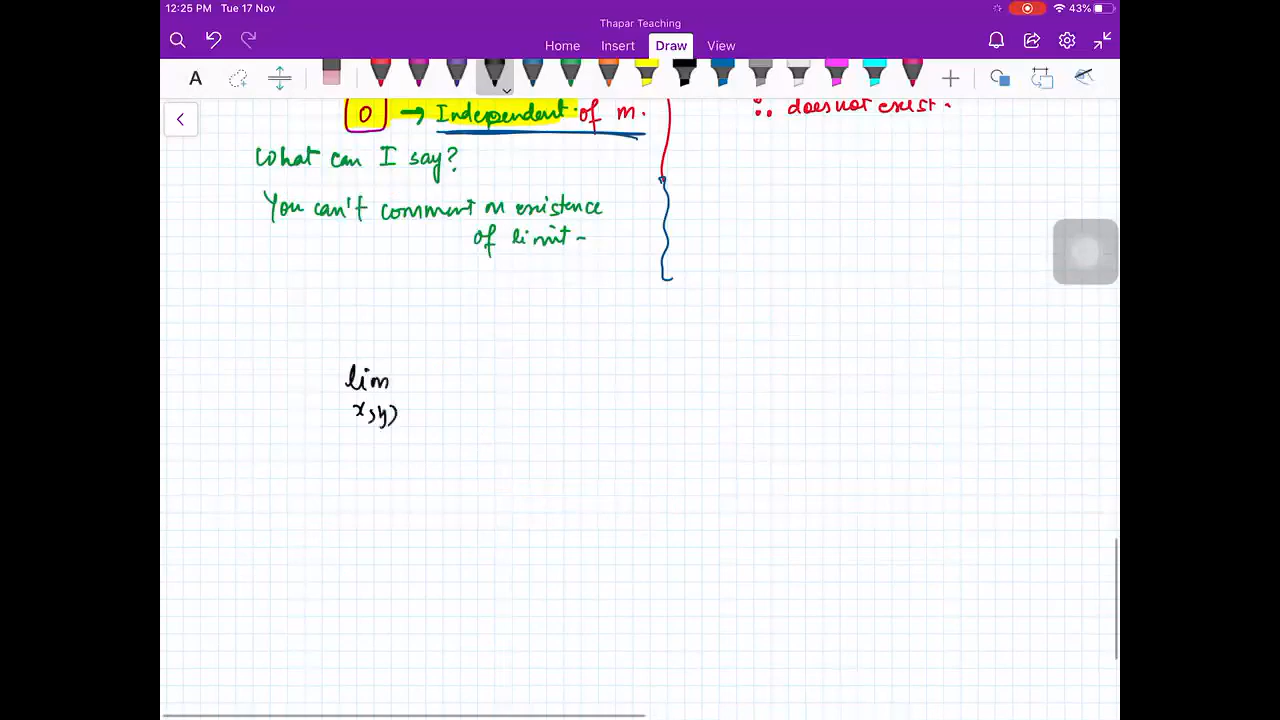 12:25 PM Tue 17 Nov
43%
Thapar Teaching
Home Insert Draw View
A
0 → Independent of m.
∴ does not exist.
What can I say?
You can't comment on existence
of limit-
lim
x,y)